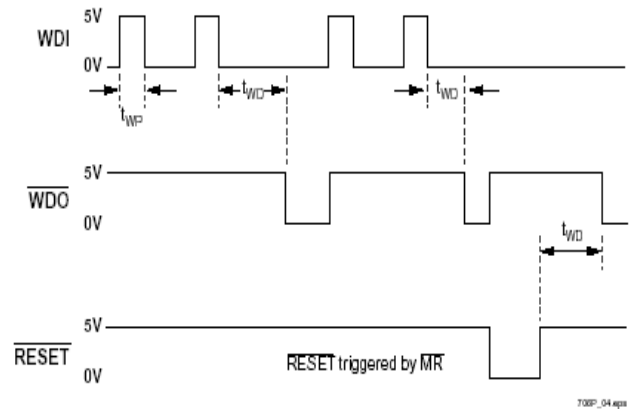 5V
WDI
0V
tWD
tWD
tWP
5V
WDO
0V
tWD
5V
RESET
0V
RESET triggered by MR
706P_04.eps